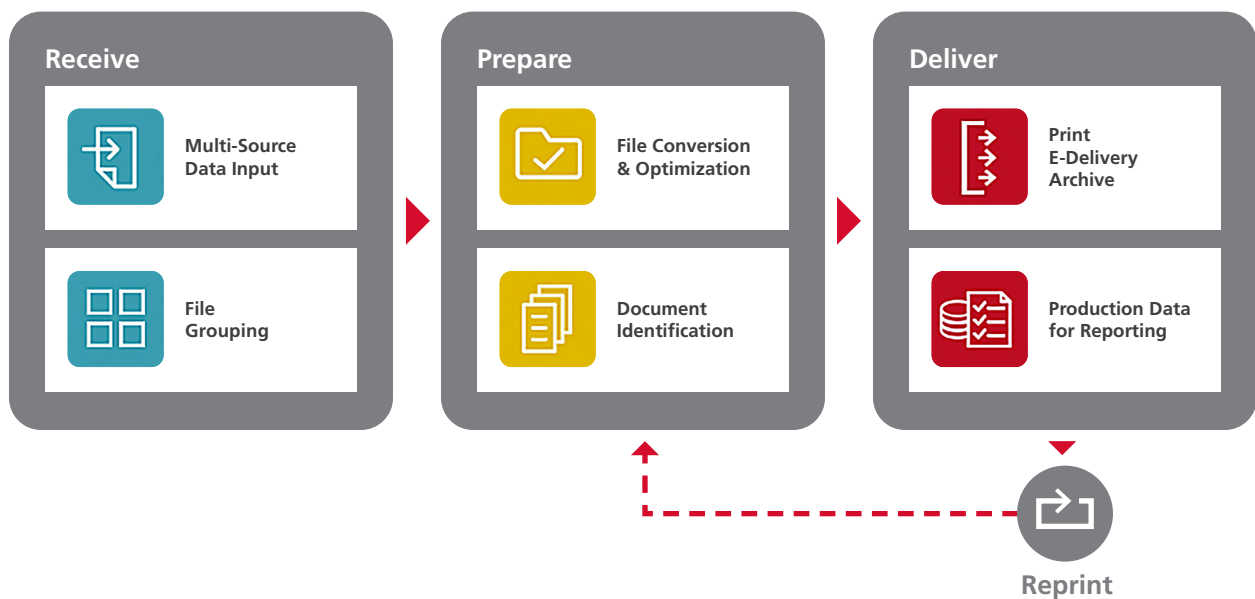 Receive
Multi-Source
Data Input
File
Grouping
Prepare
File Conversion
& Optimization
Document
Identification
Deliver
Print
E-Delivery
Archive
Production Data
for Reporting
Reprint